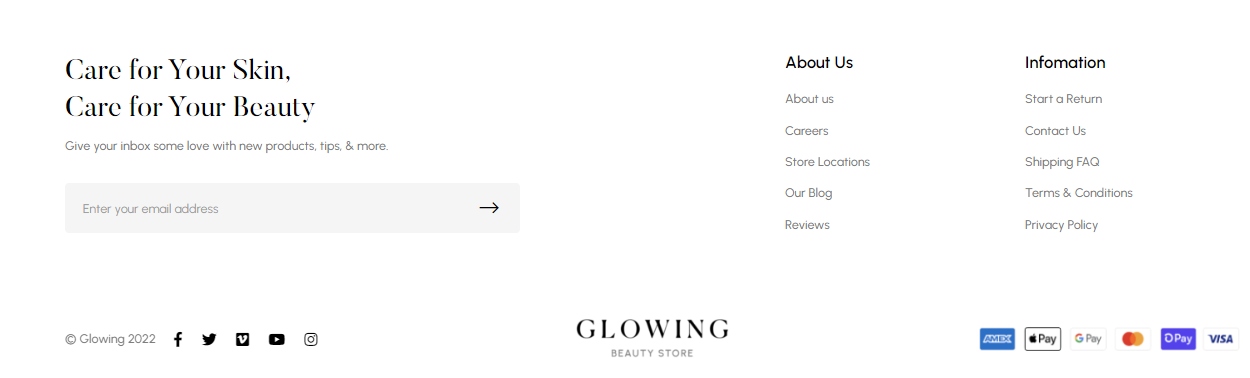 Care for Your Skin,
Care for Your Beauty
Give your inbox some love with new products, tips, & more.
Enter your email address
About Us
About us
Careers
Store Locations
Our Blog
Reviews
Infomation
Start a Return
Contact Us
Shipping FAQ
Terms & Conditions
Privacy Policy
© Glowing 2022
GLOWING
BEAUTY STORE
AMEX
Pay
G Pay
Pay
VISA